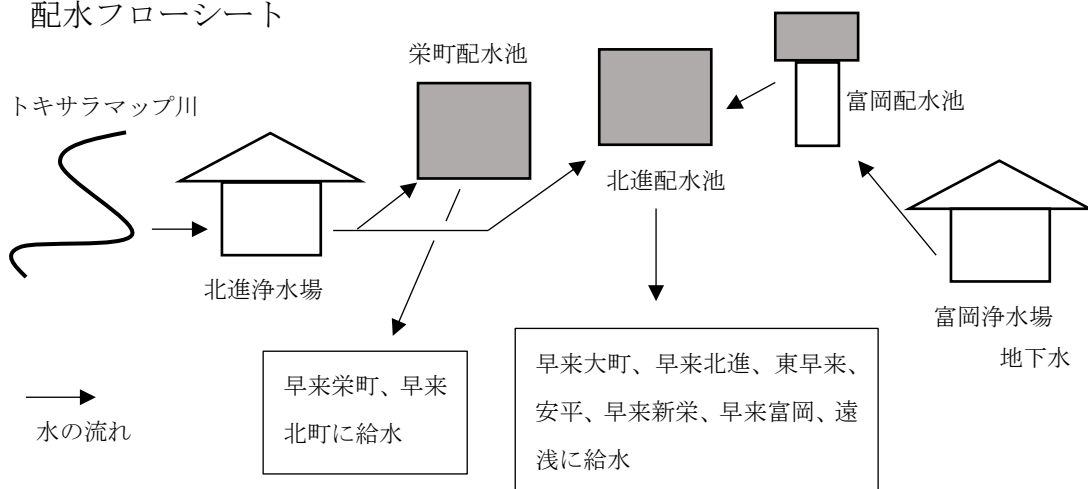 配水フローシート
栄町配水池
トキサラマップ川
富岡配水池
北進配水池
北進浄水場
富岡浄水場
地下水
早来栄町、早来
北町に給水
早来大町、早来北進、東早来、
安平、早来新栄、早来富岡、遠
浅に給水
水の流れ